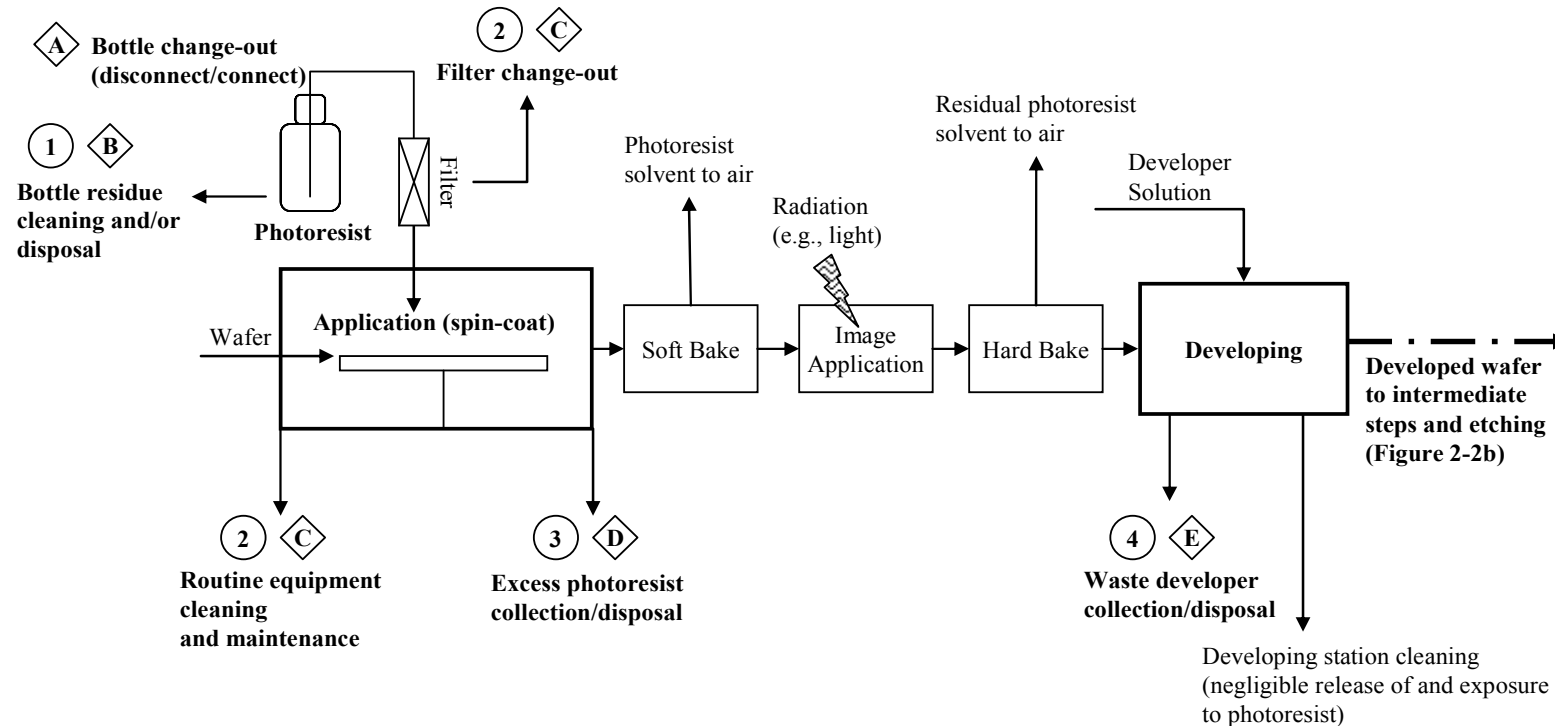 A
Bottle change-out
(disconnect/connect)
2
C
Filter change-out
1
B
Bottle residue
cleaning and/or
disposal
Photoresist
Filter
Photoresist
solvent to air
Residual photoresist
solvent to air
Radiation
(e.g., light)
Developer
Solution
Wafer
Application (spin-coat)
Soft Bake
Image
Application
Hard Bake
Developing
Developed wafer
to intermediate
steps and etching
(Figure 2-2b)
2
C
Routine equipment
cleaning
and maintenance
3
D
Excess photoresist
collection/disposal
4
E
Waste developer
collection/disposal
Developing station cleaning
(negligible release of and exposure
to photoresist)